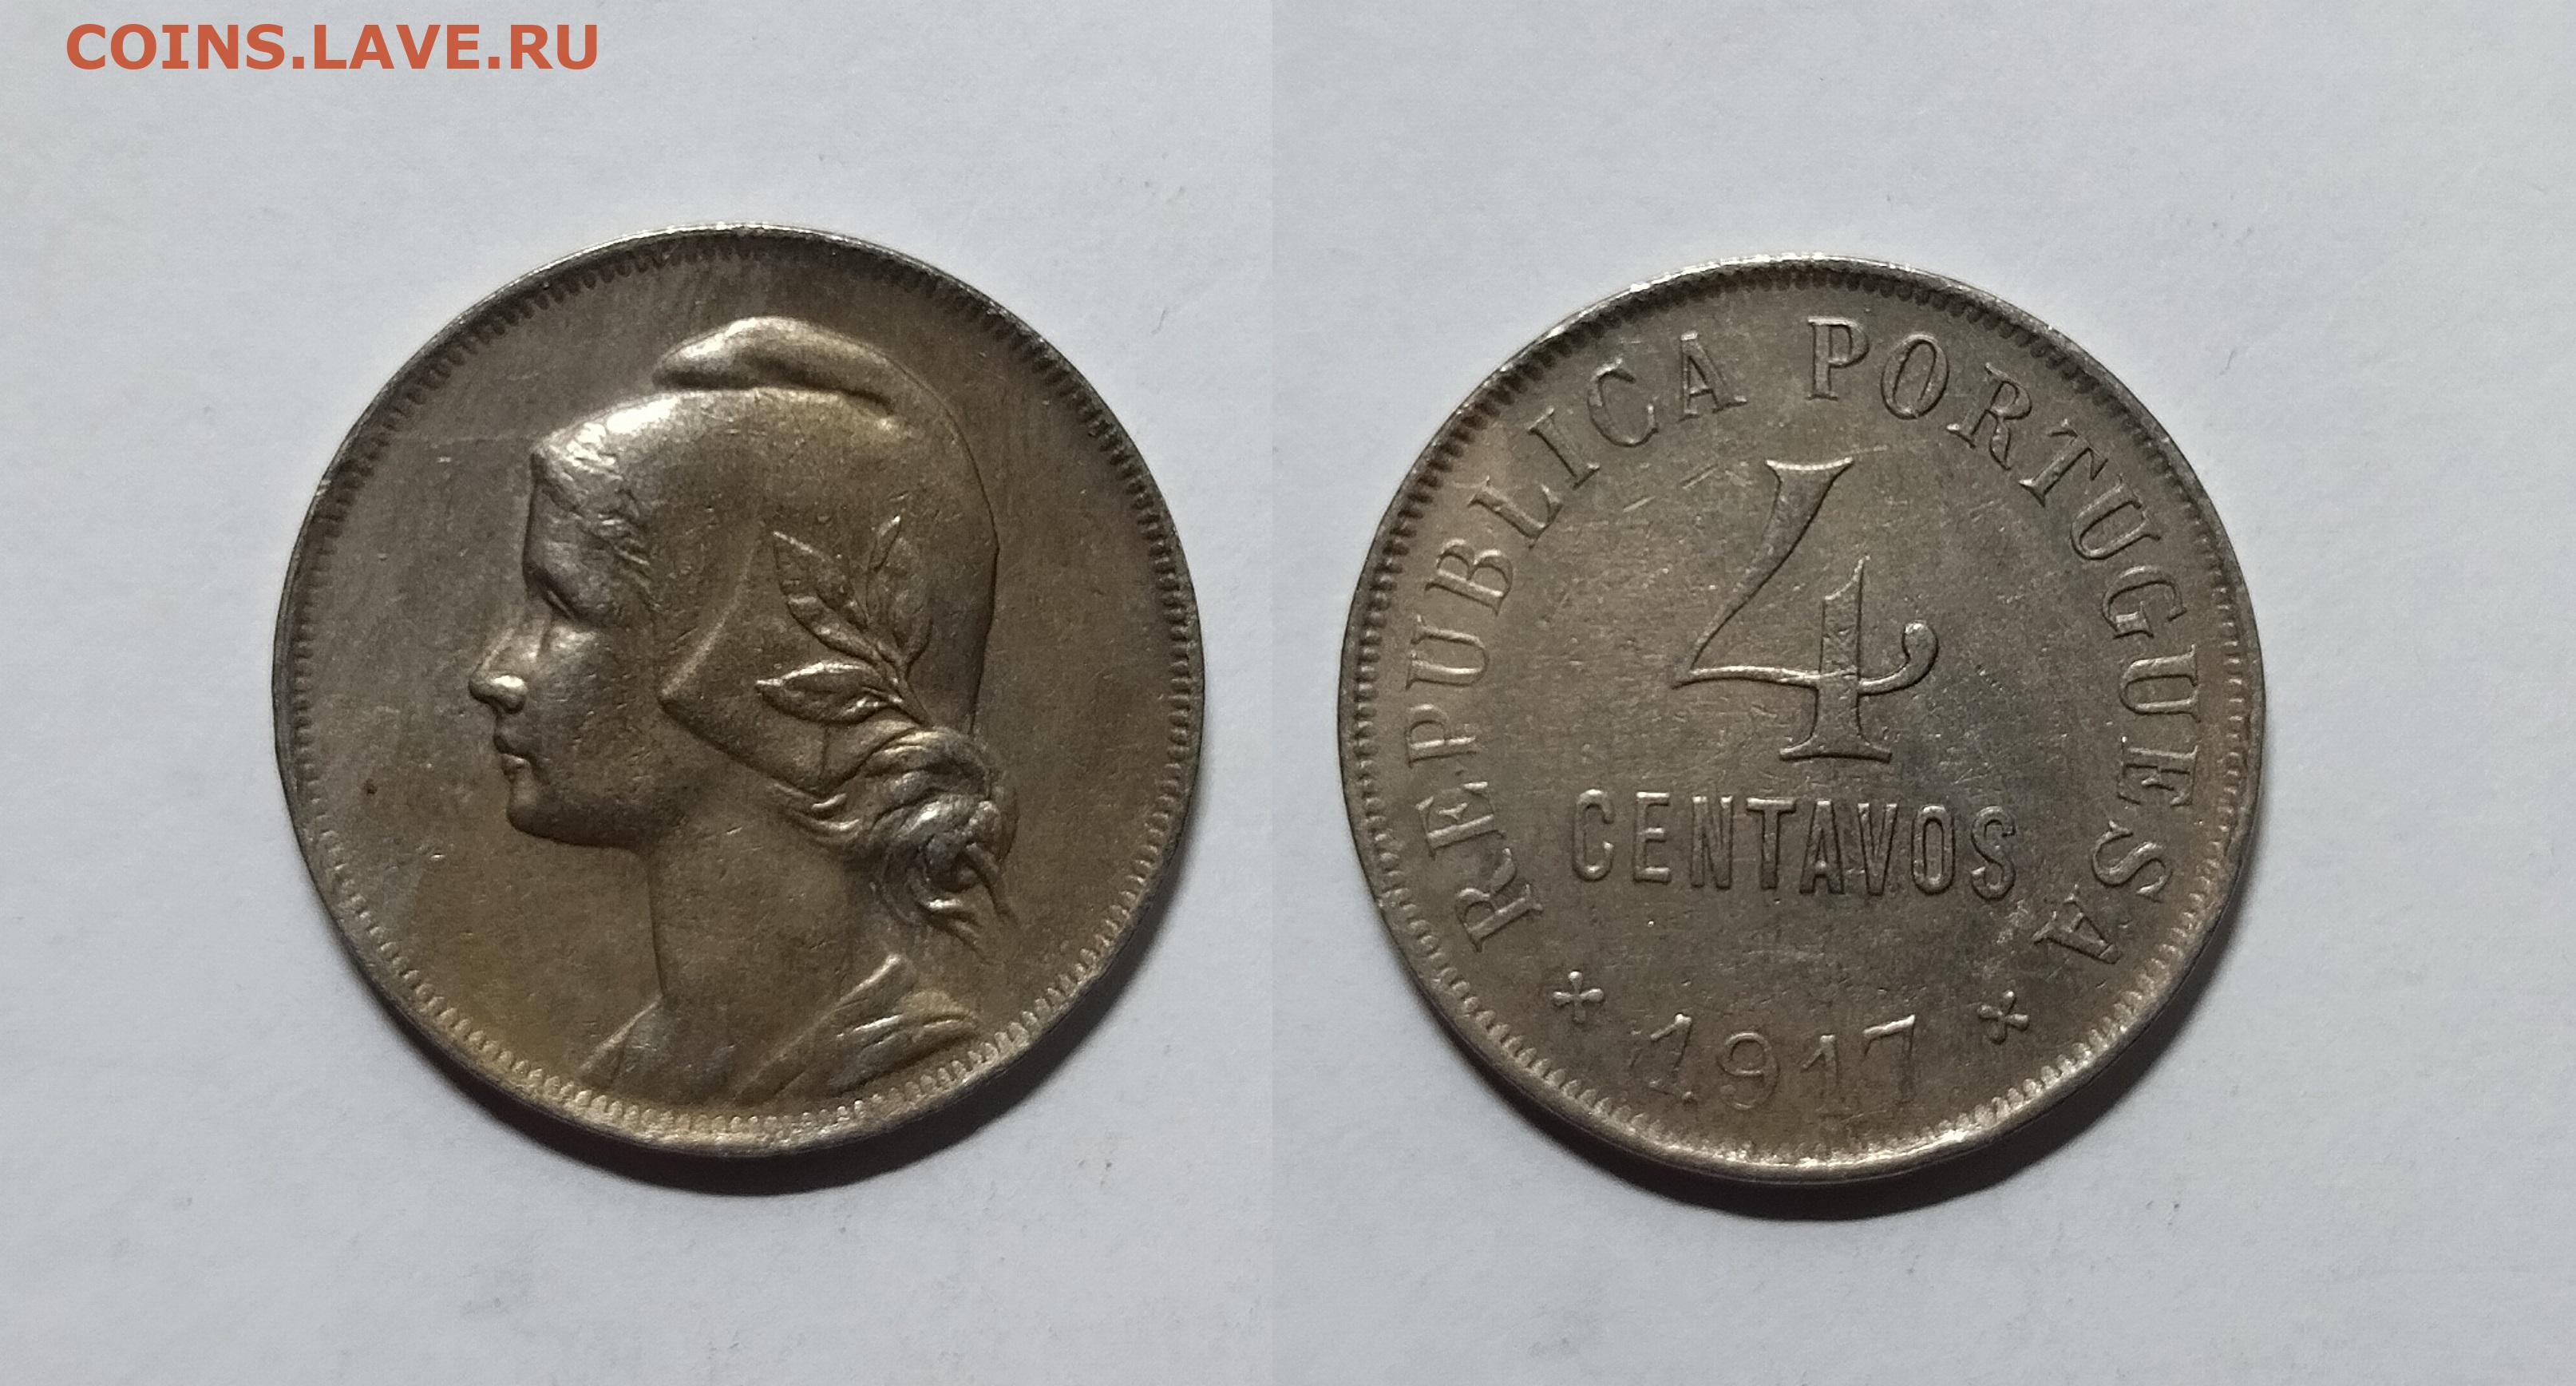 COINS.LAVE.RU
REPUBLICA PORTUGUESA
4
CENTAVOS
1917